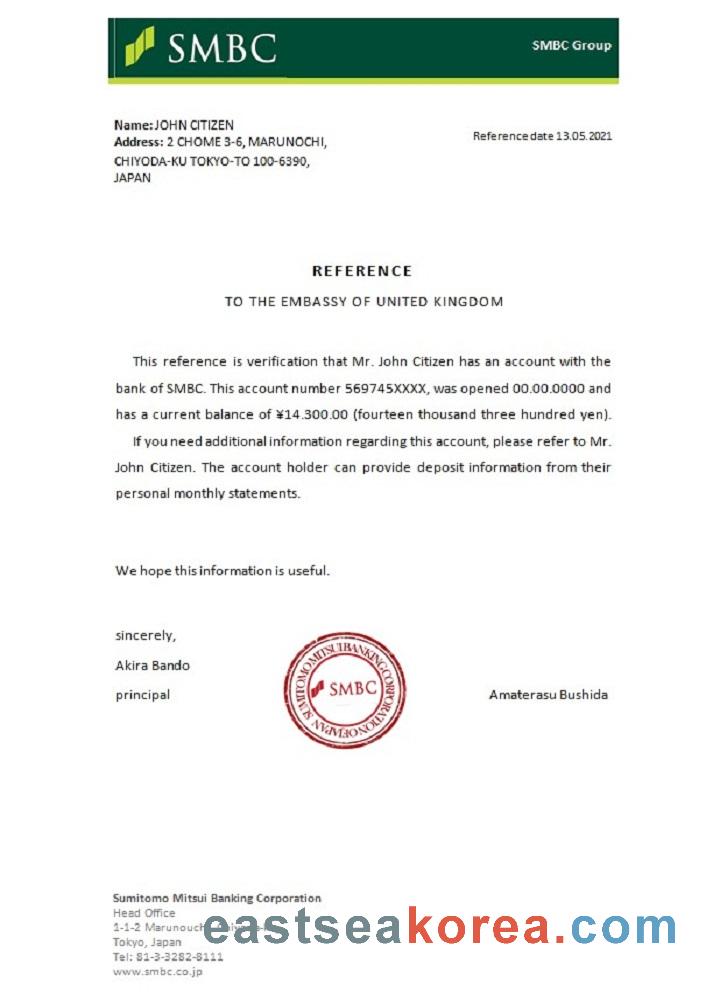 SMBC
SMBC Group
Name: JOHN CITIZEN
Address: 2 CHOME 3-6, MARUNOCHI,
CHIYODA-KU TOKYO-TO 100-6390,
JAPAN
Reference date 13.05.2021
REFERENCE
TO THE EMBASSY OF UNITED KINGDOM
This reference is verification that Mr. John Citizen has an account with the
bank of SMBC. This account number 569745XXXX, was opened 00.00.0000 and
has a current balance of ¥14.300.00 (fourteen thousand three hundred yen).
If you need additional information regarding this account, please refer to Mr.
John Citizen. The account holder can provide deposit information from their
personal monthly statements.
We hope this information is useful.
sincerely,
Akira Bando
principal
SUMITOMO MITSUI BANKING CORPORATION OF JAPAN
SMBC
Amaterasu Bushida
Sumitomo Mitsui Banking Corporation
Head Office
1-1-2
Tokyo, Japan
Tel: 81-3-3282-8111
www.smbc.co.jp
eastseakorea.com